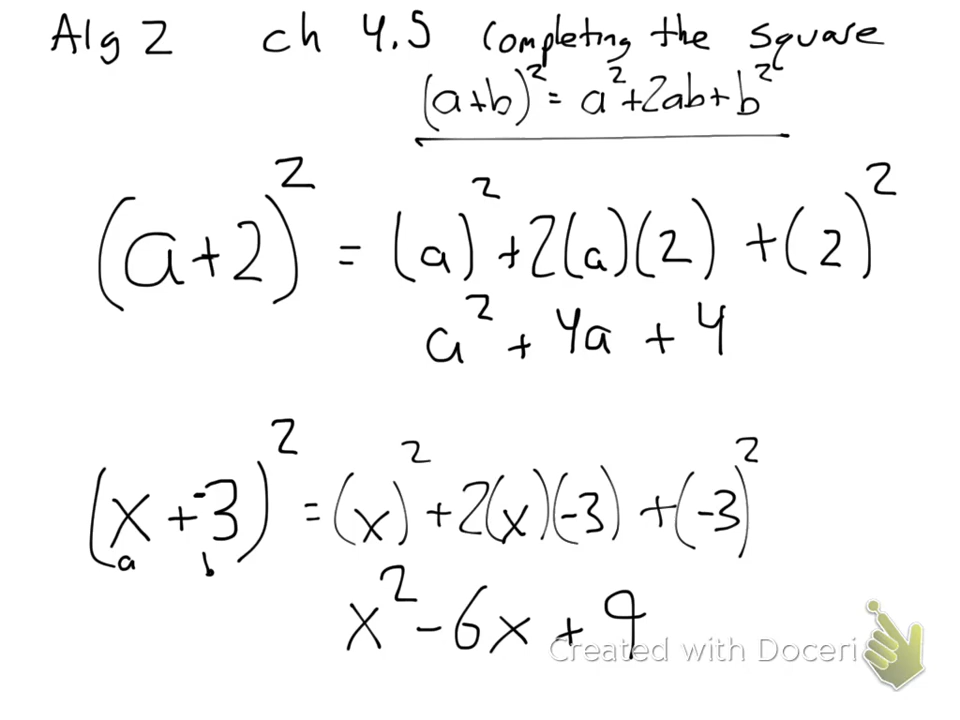 Alg 2 ch 4.5 Completing the Square
(a+b)² = a²+2ab+b²
(a+2)² = (a)²+2(a)(2)+(2)²
a²+4a+4
(x+-3)² = (x)²+2(x)(-3)+(-3)²
a b
x²-6x+9
Created with Doceri